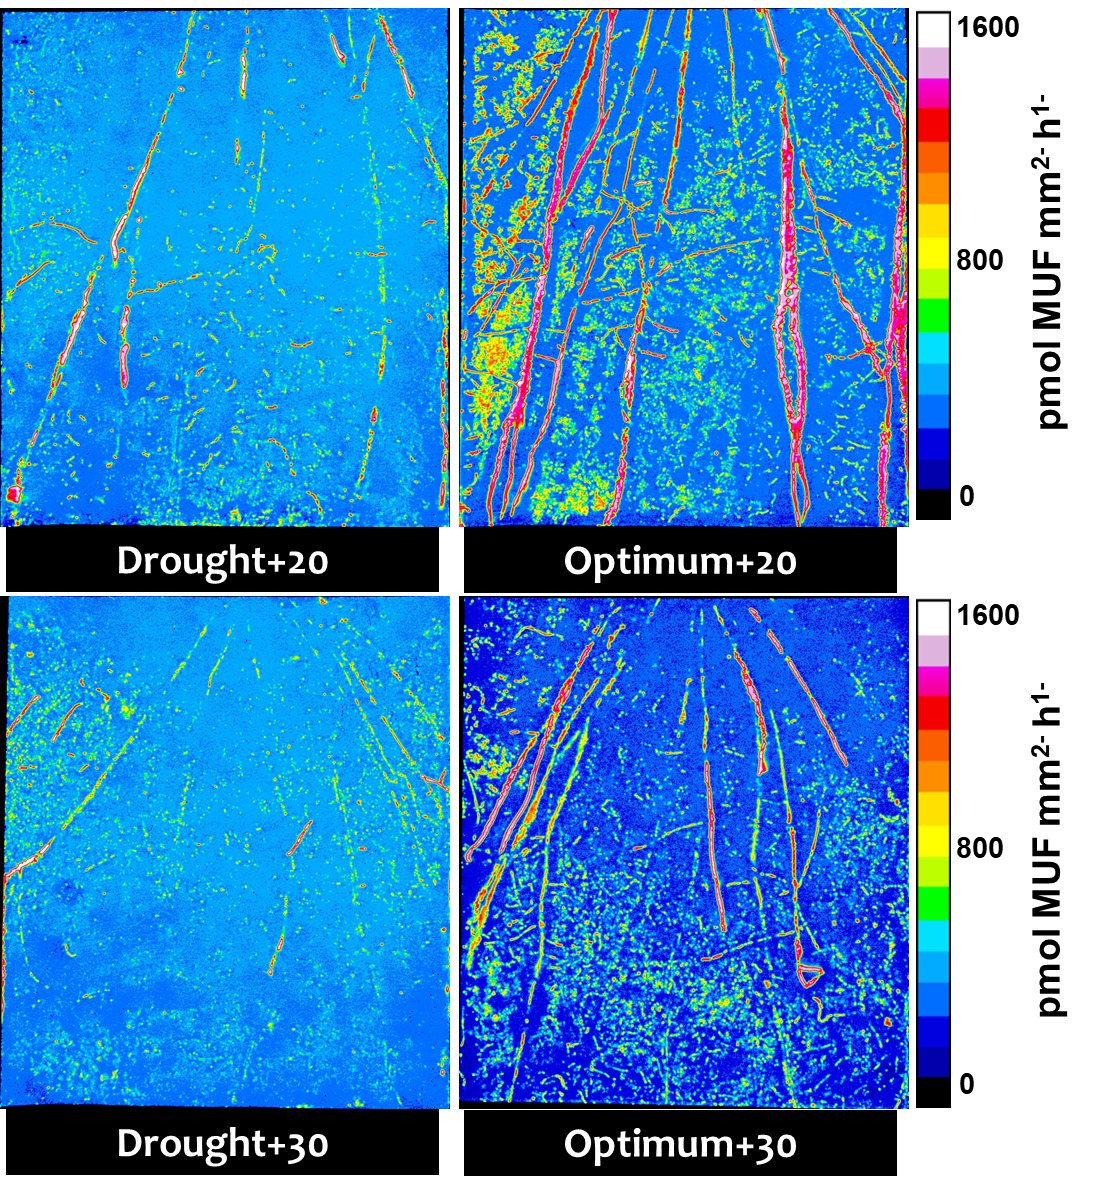 1600
800
0
pmol MUF mm2- h1-
Drought+20
Optimum+20
1600
800
0
pmol MUF mm2- h1-
Drought+30
Optimum+30